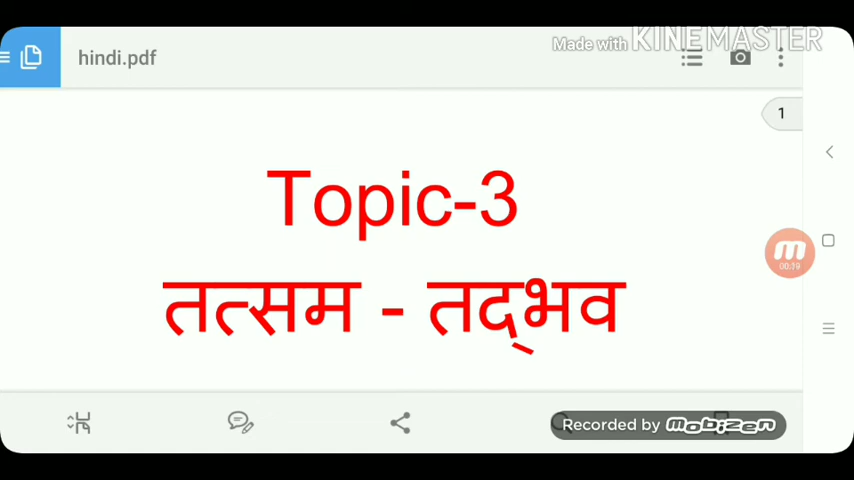 Made with KINEMASTER
hindi.pdf
1
Topic-3
00:19
तत्सम - तद्भव
Recorded by MOBIZEN